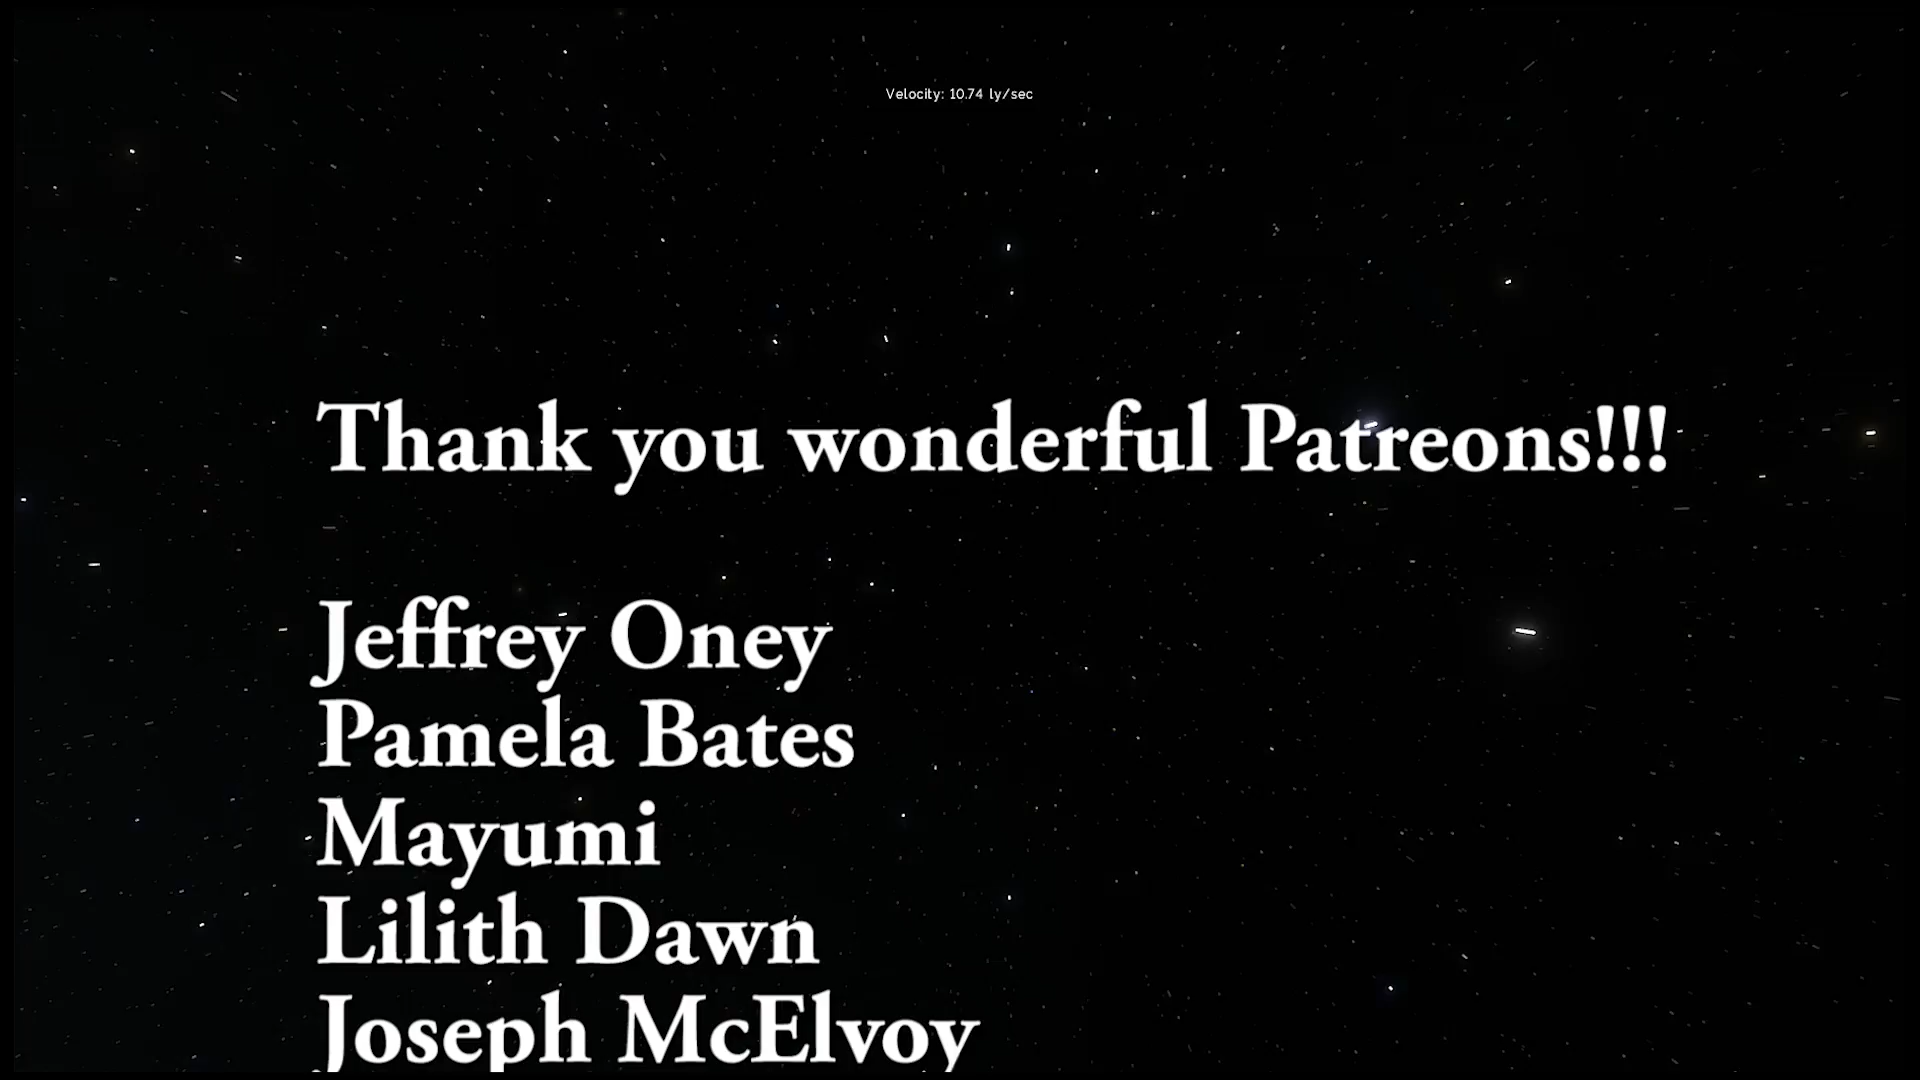 Velocity: 10.74 ly/sec
Thank you wonderful Patreons!!!
Jeffrey Oney
Pamela Bates
Mayumi
Lilith Dawn
Joseph McElvoy